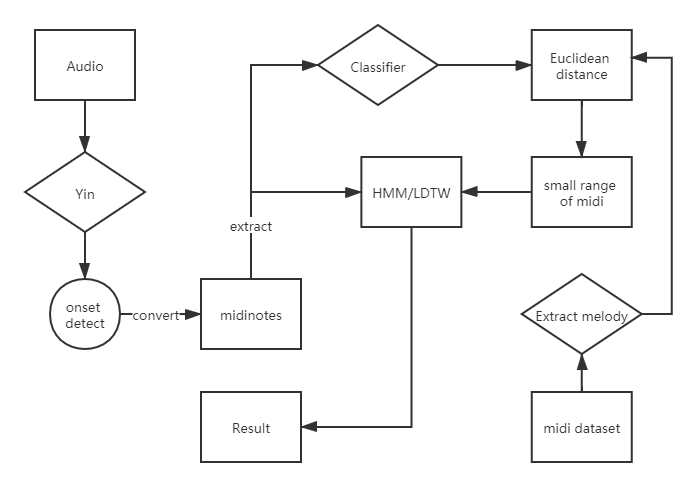 Audio
Classifier
Euclidean
distance
Yin
HMM/LDTW
small range
of midi
extract
onset
detect
convert
midinotes
Extract melody
Result
midi dataset